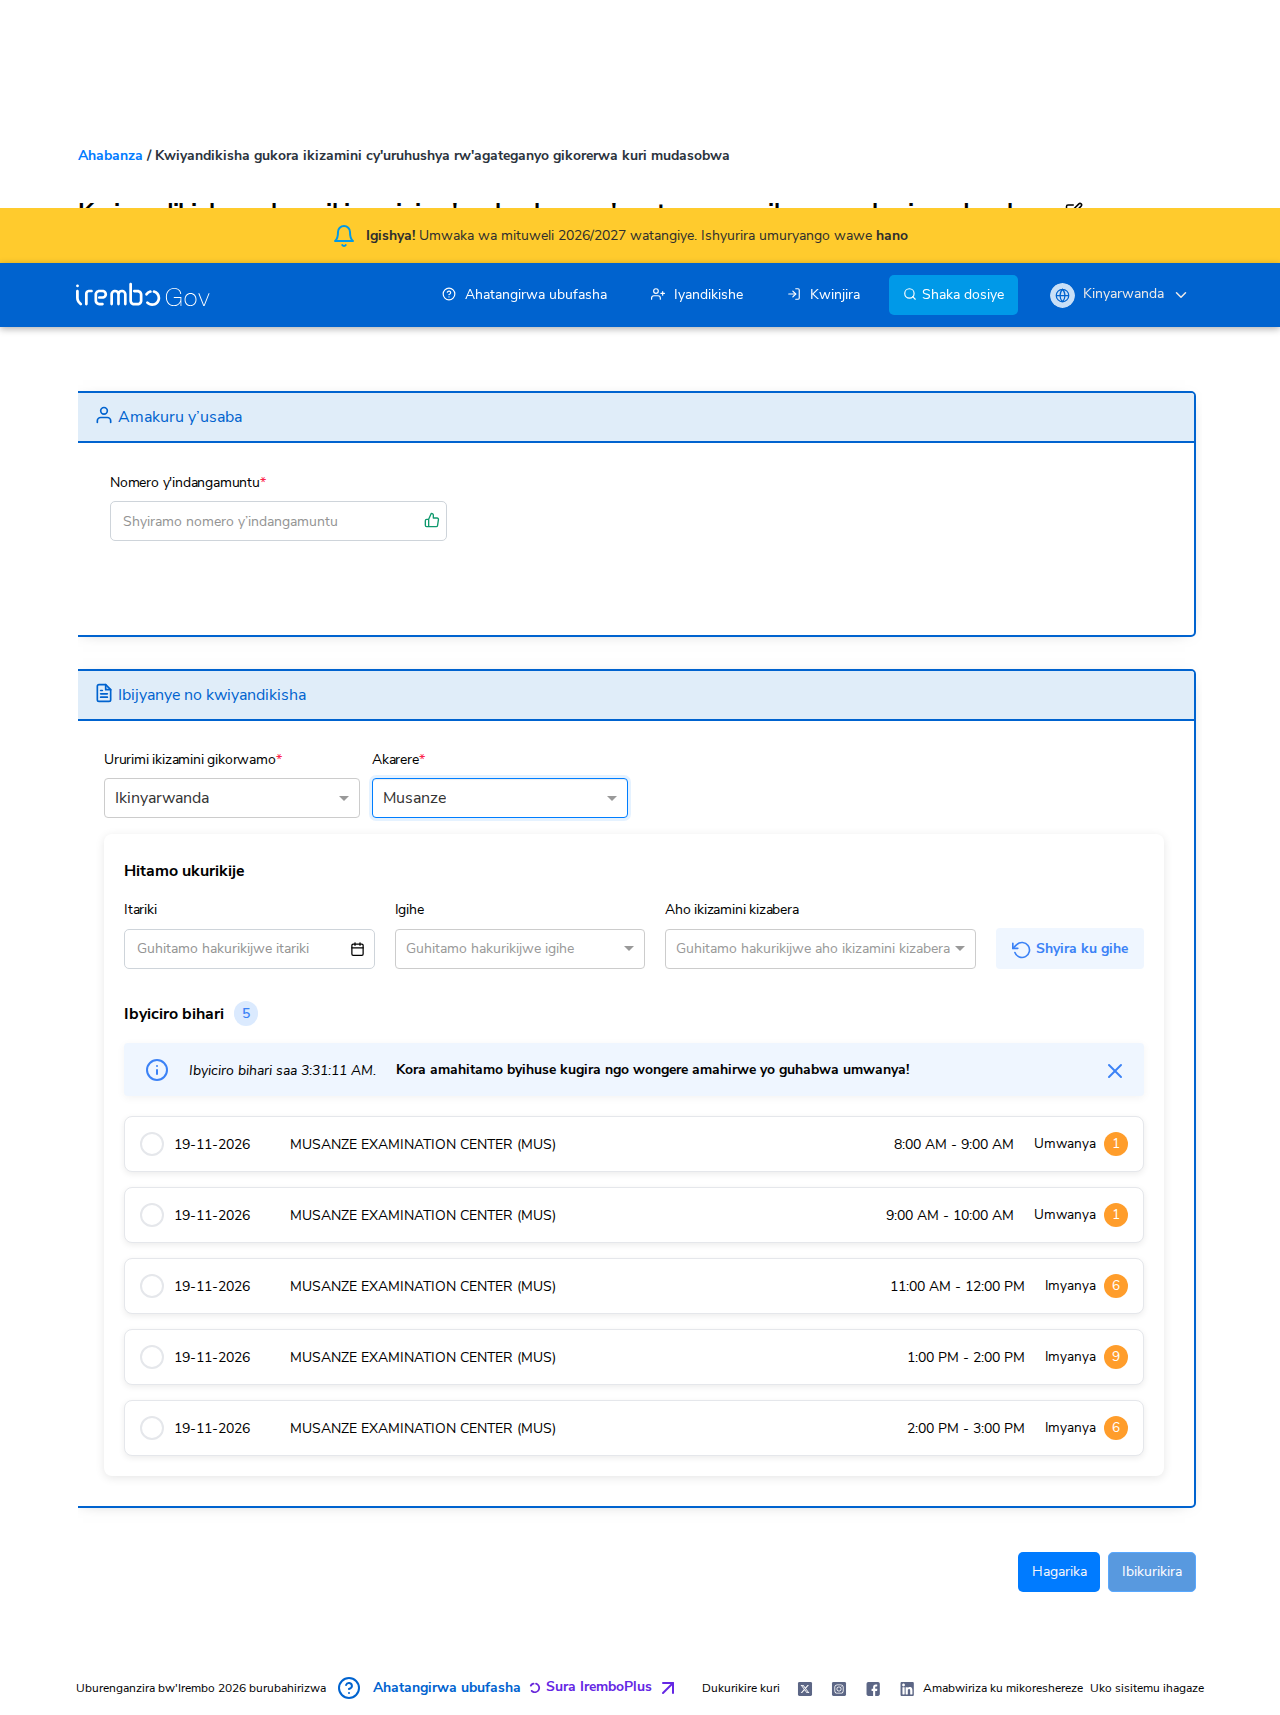 Ahabanza / Kwiyandikisha gukora ikizamini cy'uruhushya rw'agateganyo gikorerwa kuri mudasobwa
Igishya! Umwaka wa mituweli 2026/2027 watangiye. Ishyurira umuryango wawe hano
irembo Gov
Ahatangirwa ubufasha
Iyandikishe
Kwinjira
Shaka dosiye
Kinyarwanda
Amakuru y’usaba
Nomero y'indangamuntu*
Shyiramo nomero y’indangamuntu
Ibijyanye no kwiyandikisha
Ururimi ikizamini gikorwamo* Akarere*
Ikinyarwanda Musanze
Hitamo ukurikije
Itariki Igihe Aho ikizamini kizabera
Guhitamo hakurikijwe itariki Guhitamo hakurikijwe igihe Guhitamo hakurikijwe aho ikizamini kizabera Shyira ku gihe
Ibyiciro bihari 5
Ibyiciro bihari saa 3:31:11 AM. Kora amahitamo byihuse kugira ngo wongere amahirwe yo guhabwa umwanya!
19-11-2026 MUSANZE EXAMINATION CENTER (MUS) 8:00 AM - 9:00 AM Umwanya 1
19-11-2026 MUSANZE EXAMINATION CENTER (MUS) 9:00 AM - 10:00 AM Umwanya 1
19-11-2026 MUSANZE EXAMINATION CENTER (MUS) 11:00 AM - 12:00 PM Imyanya 6
19-11-2026 MUSANZE EXAMINATION CENTER (MUS) 1:00 PM - 2:00 PM Imyanya 9
19-11-2026 MUSANZE EXAMINATION CENTER (MUS) 2:00 PM - 3:00 PM Imyanya 6
Hagarika Ibikurikira
Uburenganzira bw'Irembo 2026 burubahirizwa Ahatangirwa ubufasha Sura IremboPlus Dukurikire kuri Amabwiriza ku mikoreshereze Uko sisitemu ihagaze